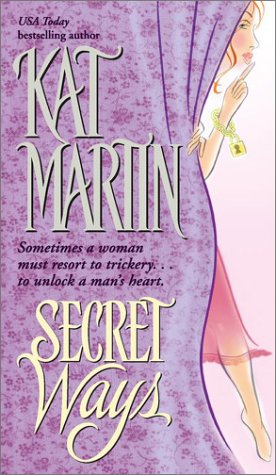 USA Today
bestselling author
KAT
MARTIN
Sometimes a woman
must resort to trickery. . .
to unlock a man's heart.
SECRET
Ways